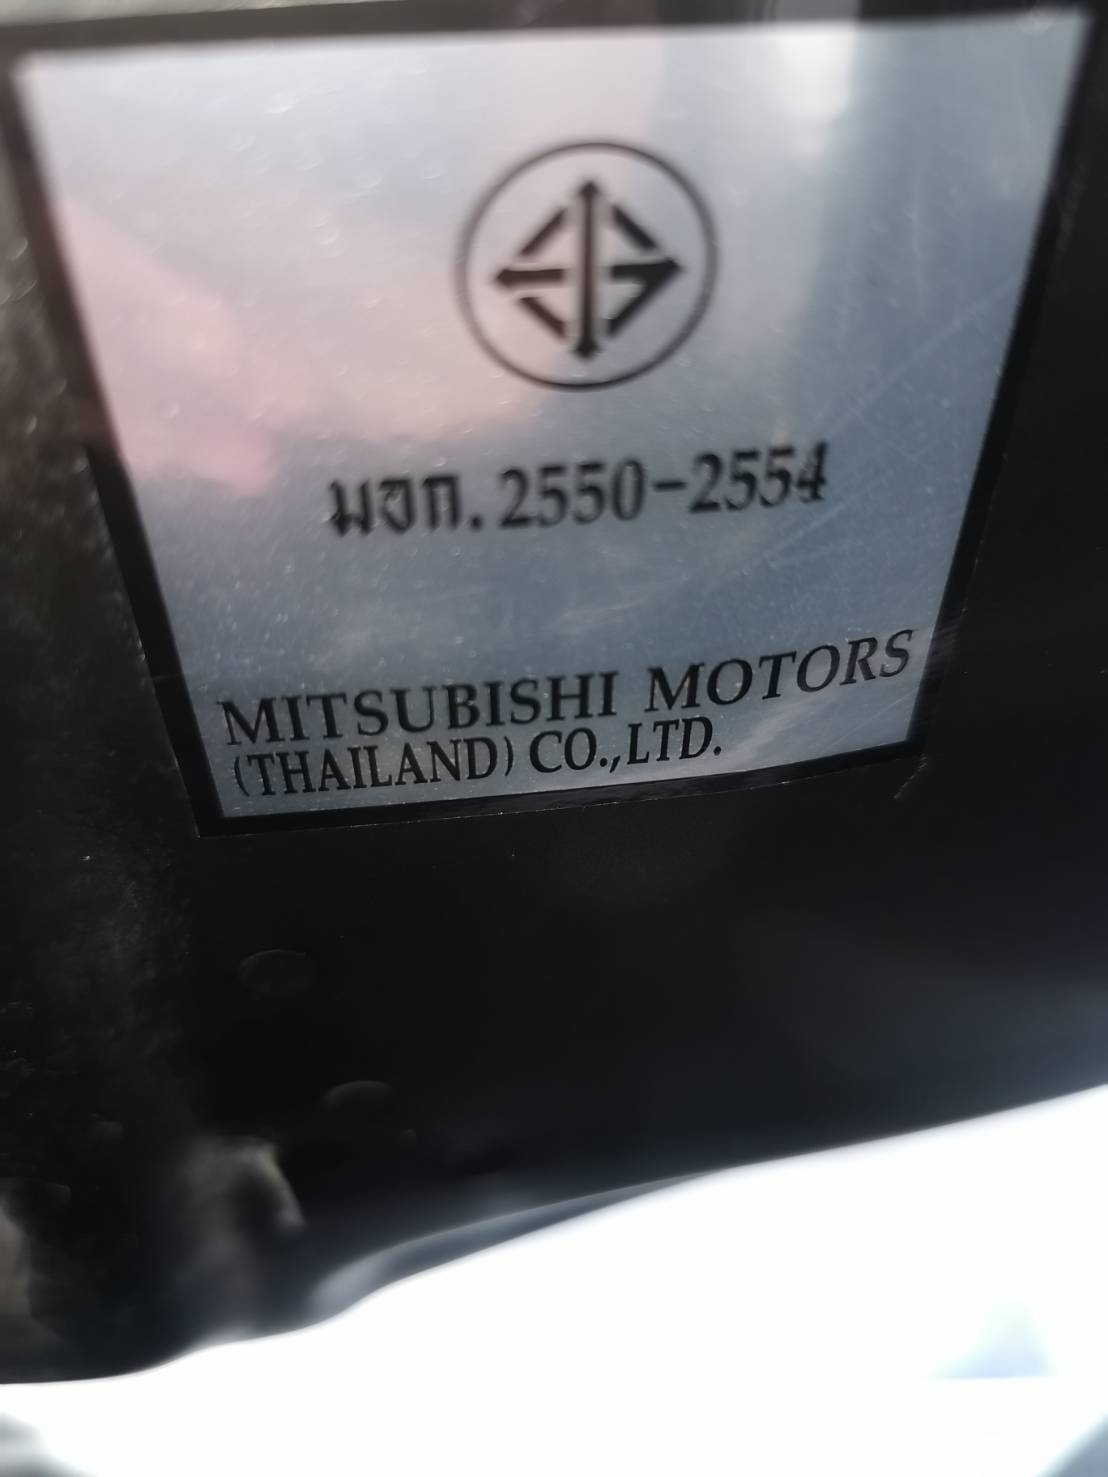 มอก. 2550-2554
MITSUBISHI MOTORS
(THAILAND) CO.,LTD.